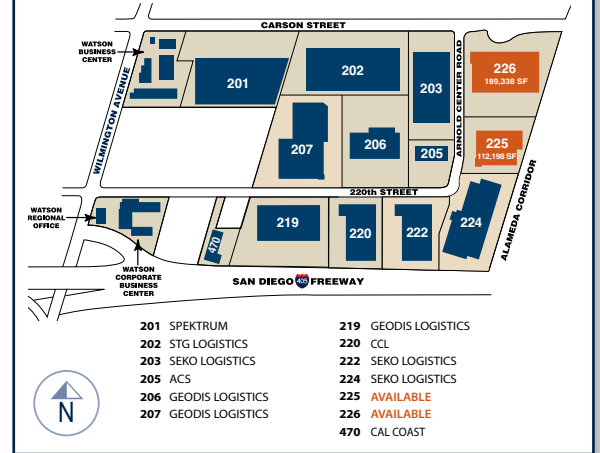 CARSON STREET
WATSON
BUSINESS
CENTER
WILMINGTON AVENUE
201
202
203
ARNOLD CENTER ROAD
226
189,338 SF
207
206
205
225
112,198 SF
220th STREET
ALAMEDA CORRIDOR
WATSON
REGIONAL
OFFICE
470
219
220
222
224
WATSON
CORPORATE
BUSINESS
CENTER
SAN DIEGO 405 FREEWAY
201 SPEKTRUM
202 STG LOGISTICS
203 SEKO LOGISTICS
205 ACS
206 GEODIS LOGISTICS
207 GEODIS LOGISTICS
219 GEODIS LOGISTICS
220 CCL
222 SEKO LOGISTICS
224 SEKO LOGISTICS
225 AVAILABLE
226 AVAILABLE
470 CAL COAST
N